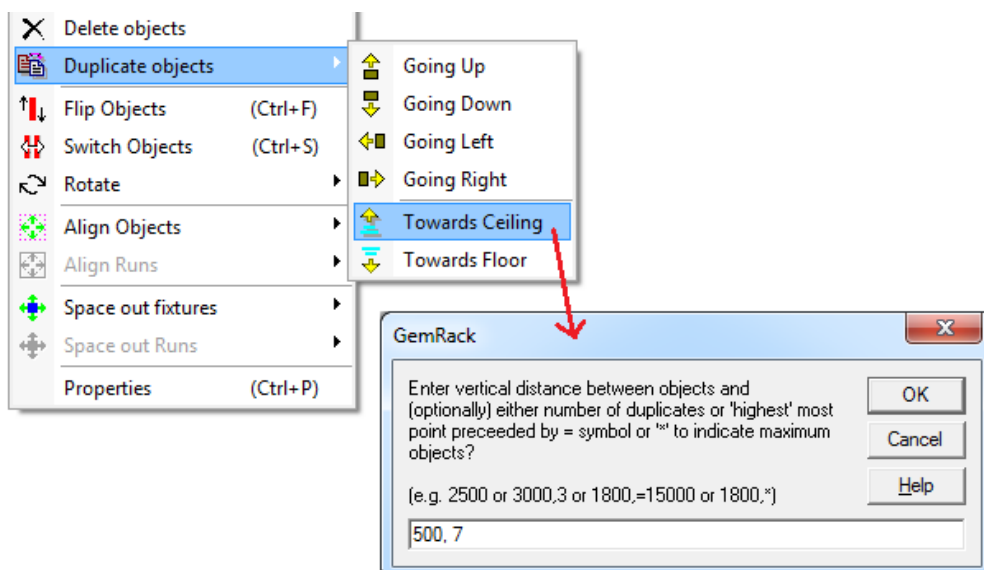 Delete objects
Duplicate objects
Flip Objects (Ctrl+F)
Switch Objects (Ctrl+S)
Rotate
Align Objects
Align Runs
Space out fixtures
Space out Runs
Properties (Ctrl+P)
Going Up
Going Down
Going Left
Going Right
Towards Ceiling
Towards Floor
GemRack
Enter vertical distance between objects and
(optionally) either number of duplicates or 'highest' most
point preceeded by = symbol or '*' to indicate maximum
objects?
(e.g. 2500 or 3000,3 or 1800,=15000 or 1800,*)
OK
Cancel
Help
500, 7